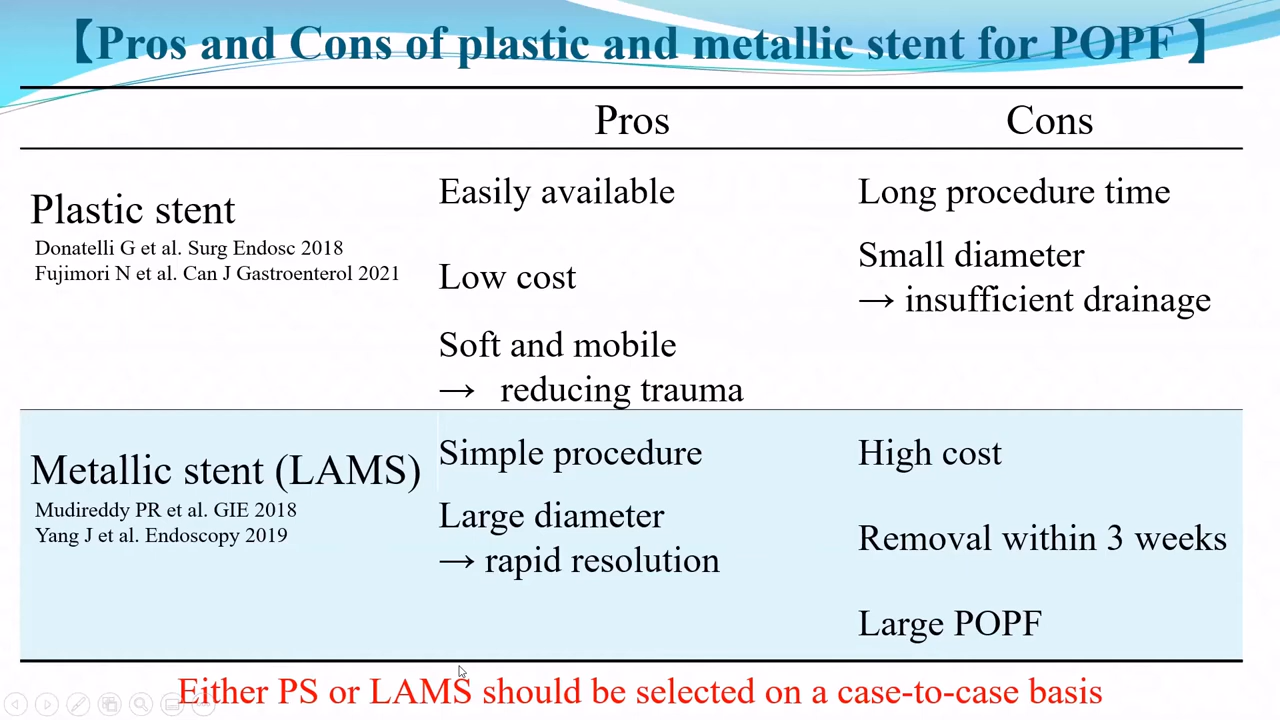 【Pros and Cons of plastic and metallic stent for POPF 】
Pros
Cons
Plastic stent
Donatelli G et al. Surg Endosc 2018
Fujimori N et al. Can J Gastroenterol 2021
Easily available
Low cost
Soft and mobile
→ reducing trauma
Long procedure time
Small diameter
→ insufficient drainage
Metallic stent (LAMS)
Mudireddy PR et al. GIE 2018
Yang J et al. Endoscopy 2019
Simple procedure
Large diameter
→ rapid resolution
High cost
Removal within 3 weeks
Large POPF
Either PS or LAMS should be selected on a case-to-case basis